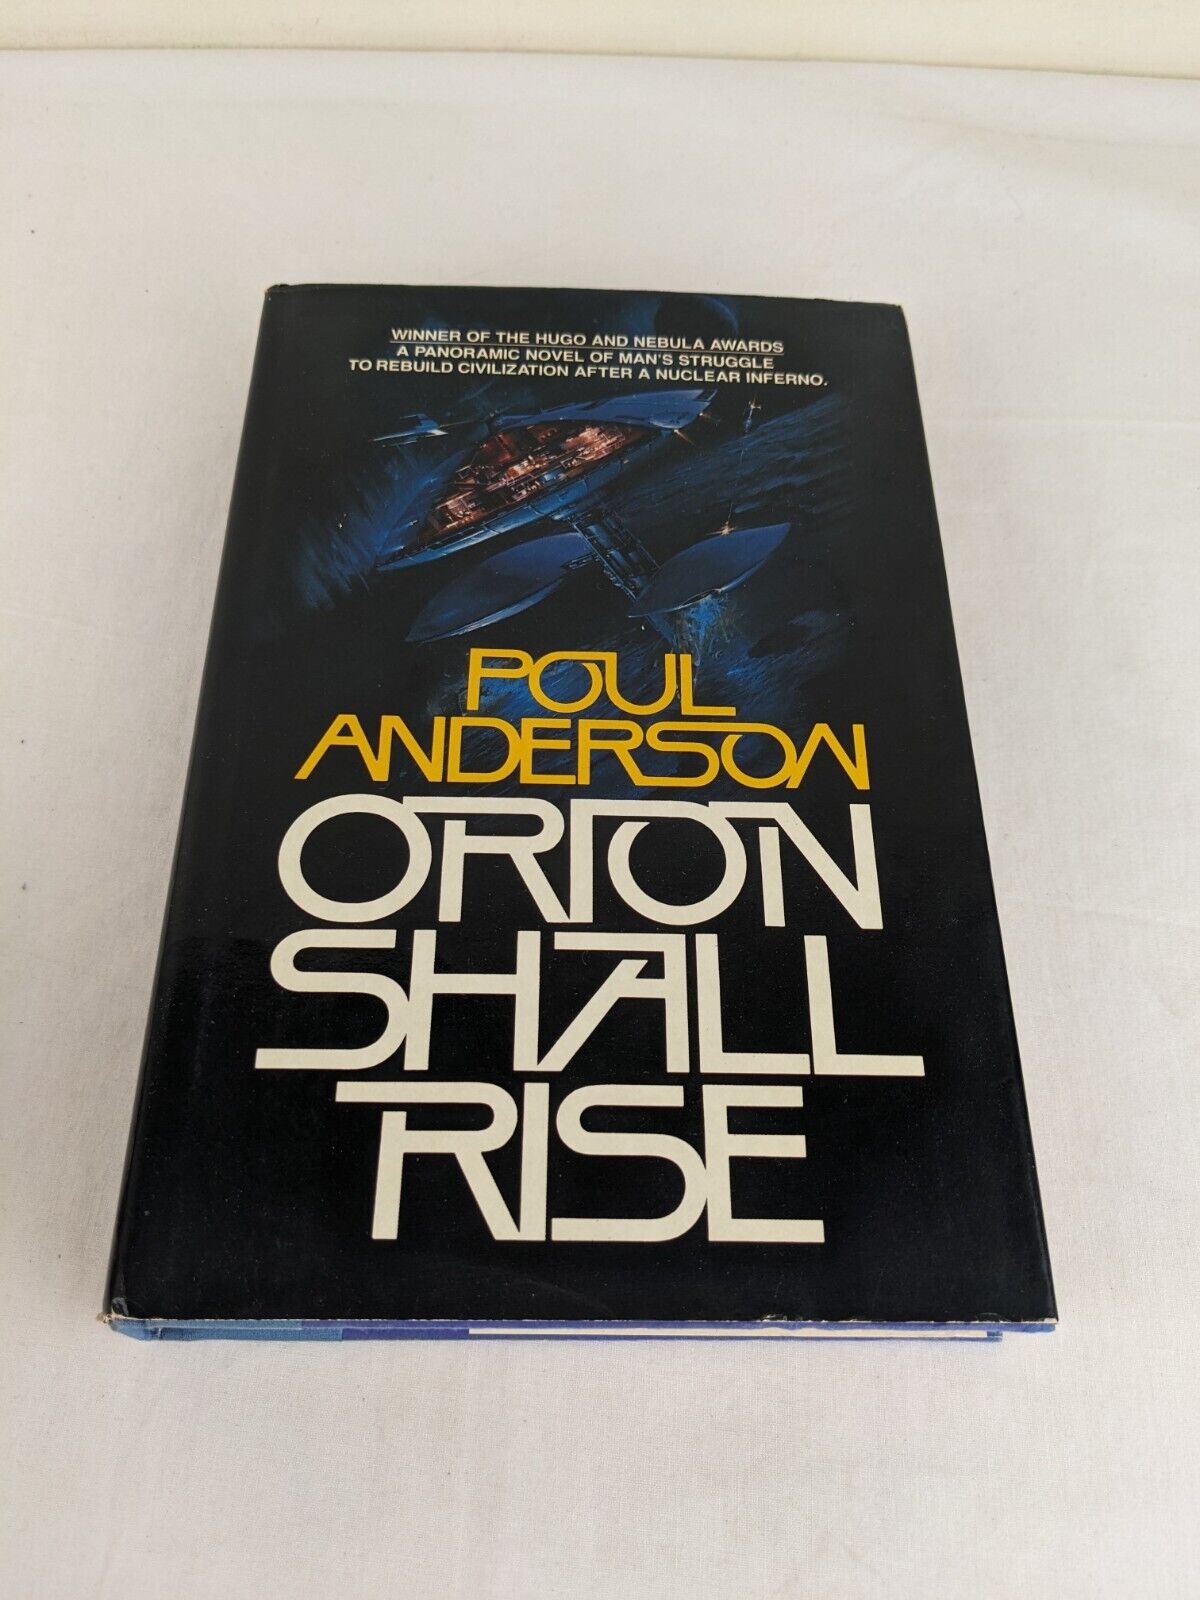 WINNER OF THE HUGO AND NEBULA AWARDS
A PANORAMIC NOVEL OF MAN'S STRUGGLE
TO REBUILD CIVILIZATION AFTER A NUCLEAR INFERNO.
POUL
ANDERSON
ORION
SHALL
RISE